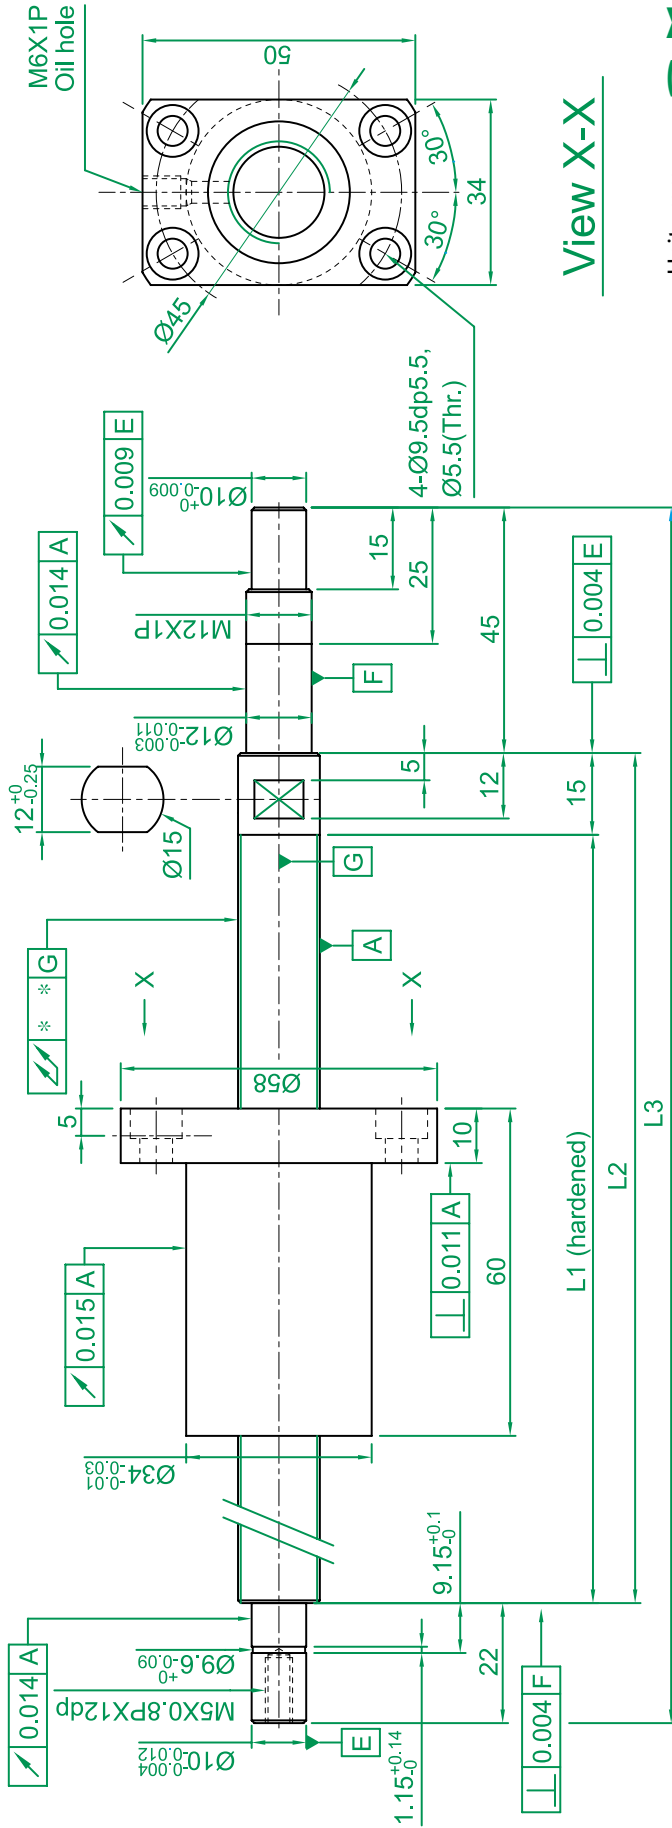 M6X1P
Oil hole
50
34
30°
30°
Ø45
View X-X
4-Ø9.5dp5.5,
Ø5.5(Thr.)
0.009 E
Ø10+0 -0.009
0.014 A
M12X1P
Ø12-0.003 -0.011
15
25
45
F
0.004 E
12+0 -0.25
Ø15
5
12
15
G
A
* * G
X
X
Ø58
5
10
0.011 A
60
0.015 A
Ø34-0.01 -0.03
L1 (hardened)
L2
L3
0.014 A
Ø9.6+0 -0.09
M5X0.8PX12dp
Ø10-0.004 -0.012
E
9.15+0.1 -0
1.15+0.14 -0
22
0.004 F